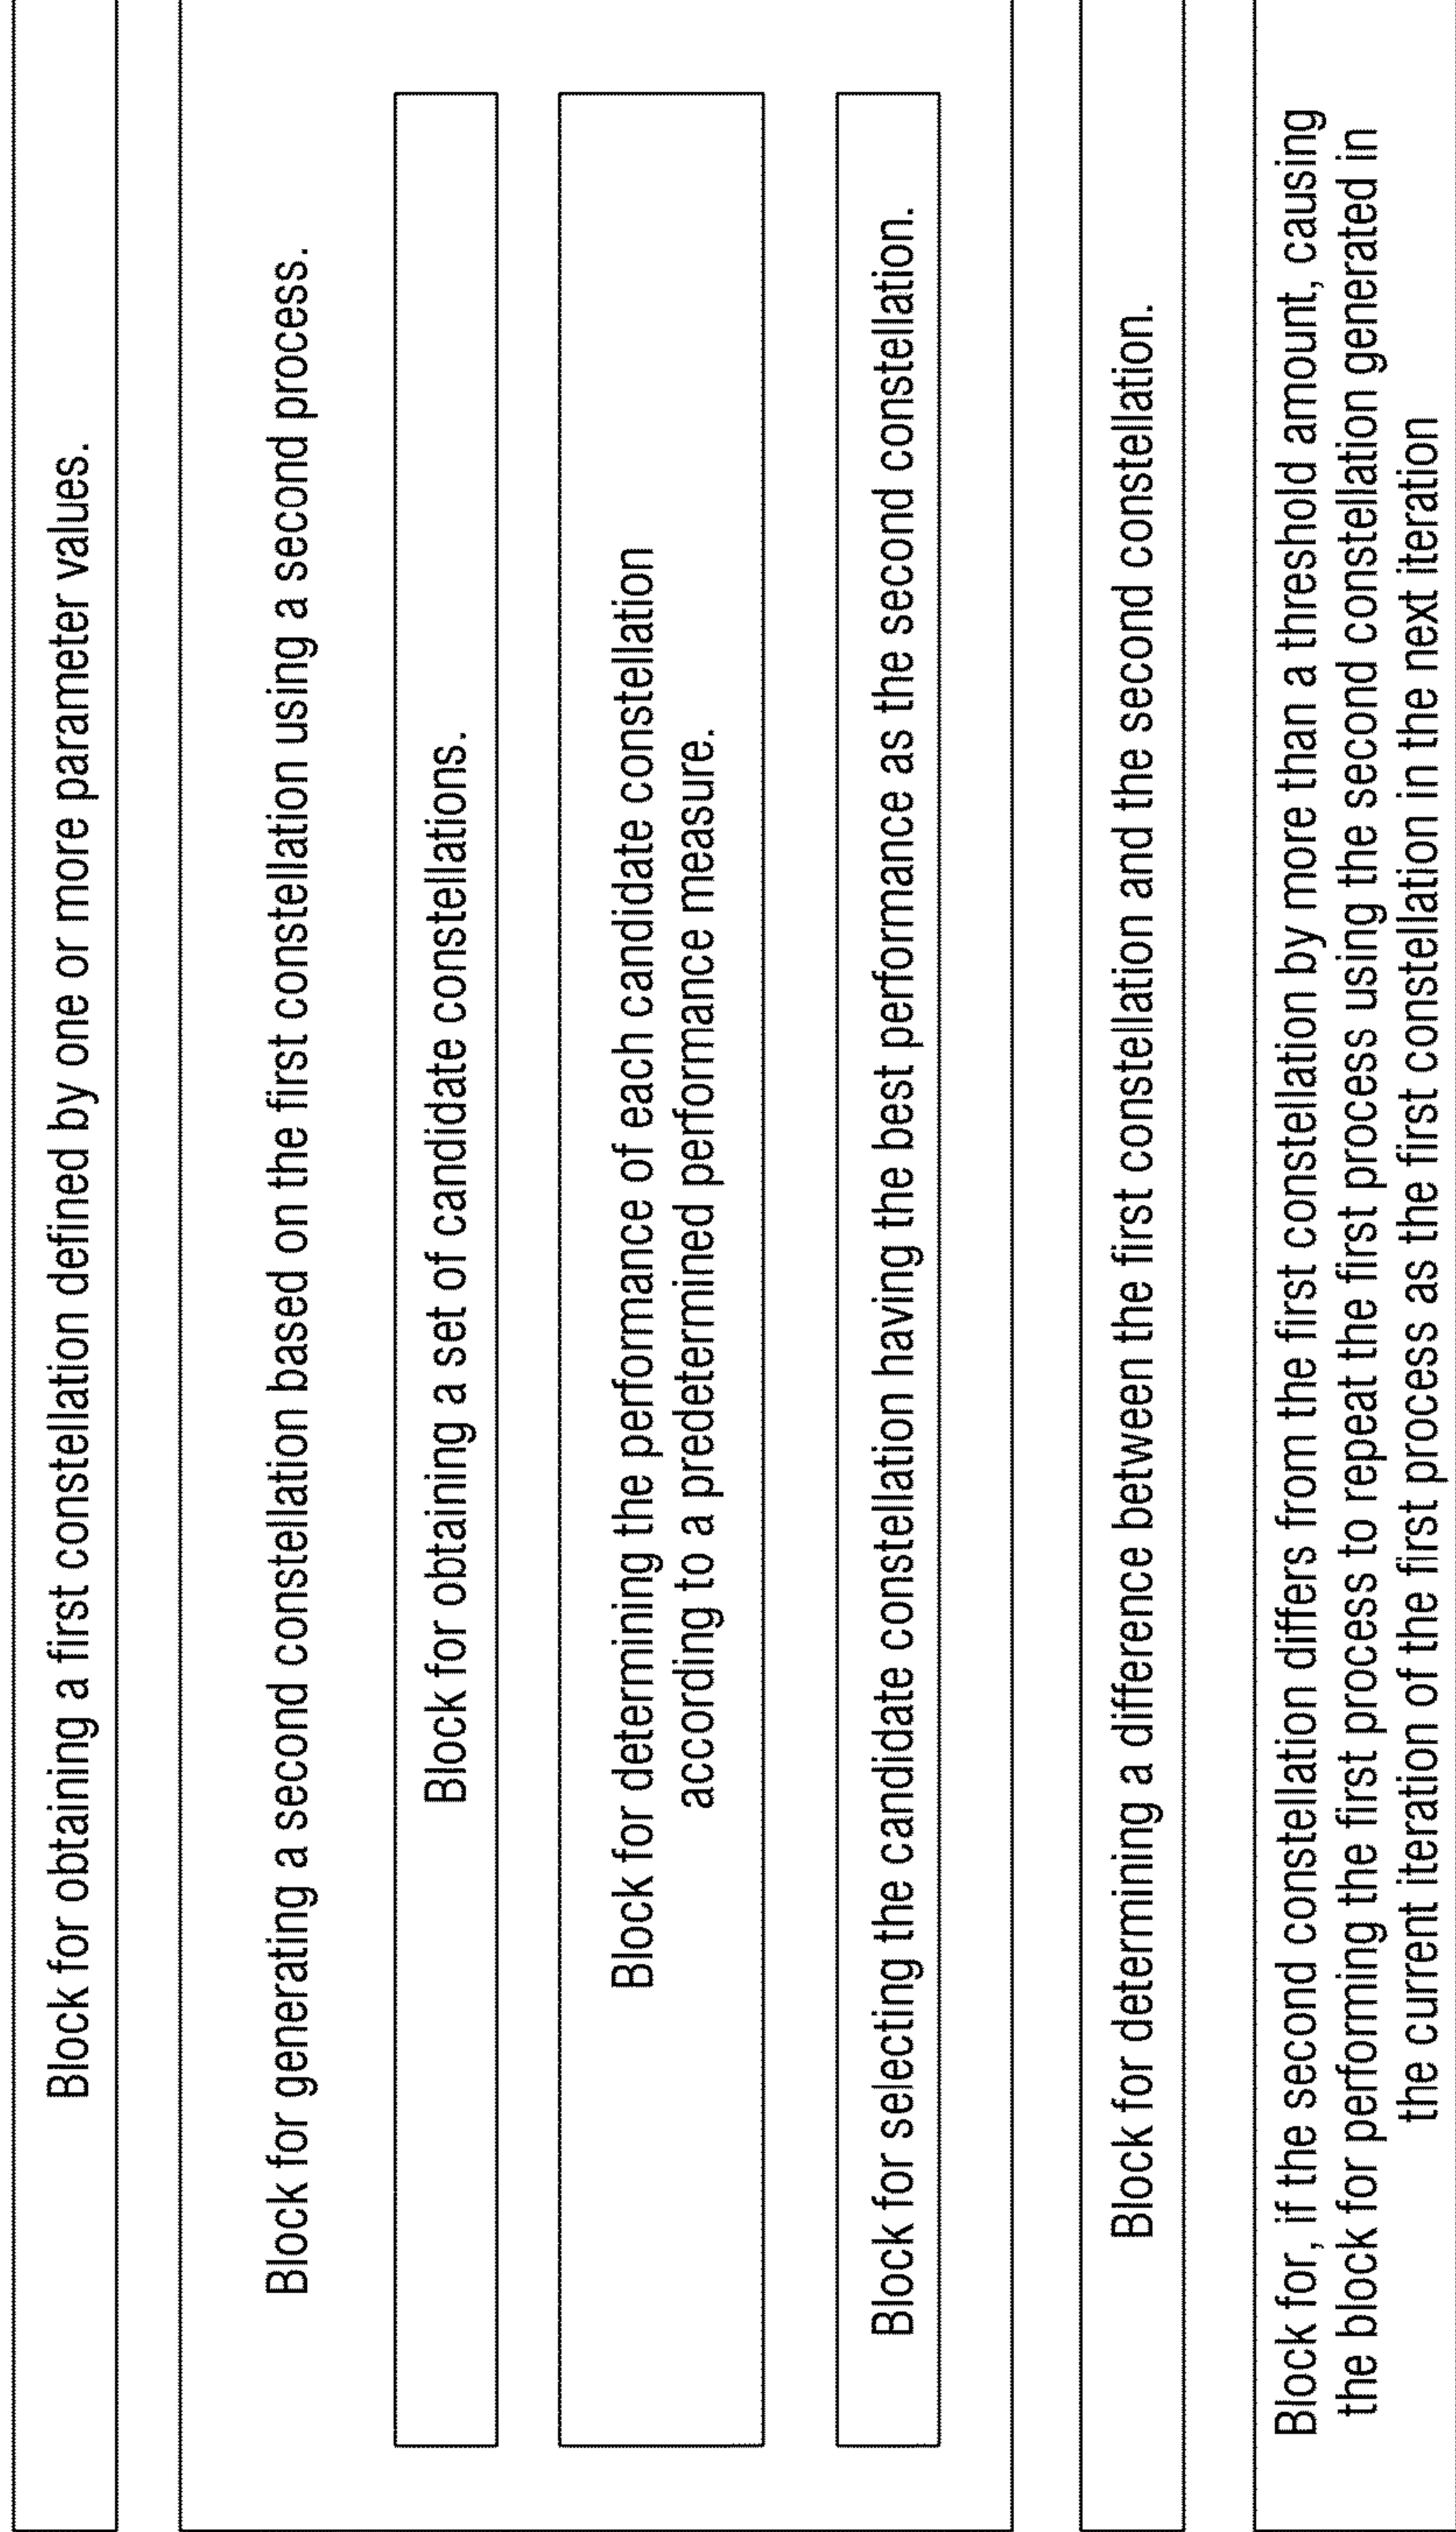 Block for obtaining a first constellation defined by one or more parameter values.
Block for generating a second constellation based on the first constellation using a second process.
Block for obtaining a set of candidate constellations.
Block for determining the performance of each candidate constellation
according to a predetermined performance measure.
Block for selecting the candidate constellation having the best performance as the second constellation.
Block for determining a difference between the first constellation and the second constellation.
Block for, if the second constellation differs from the first constellation by more than a threshold amount, causing
the block for performing the first process to repeat the first process using the second constellation generated in
the current iteration of the first process as the first constellation in the next iteration